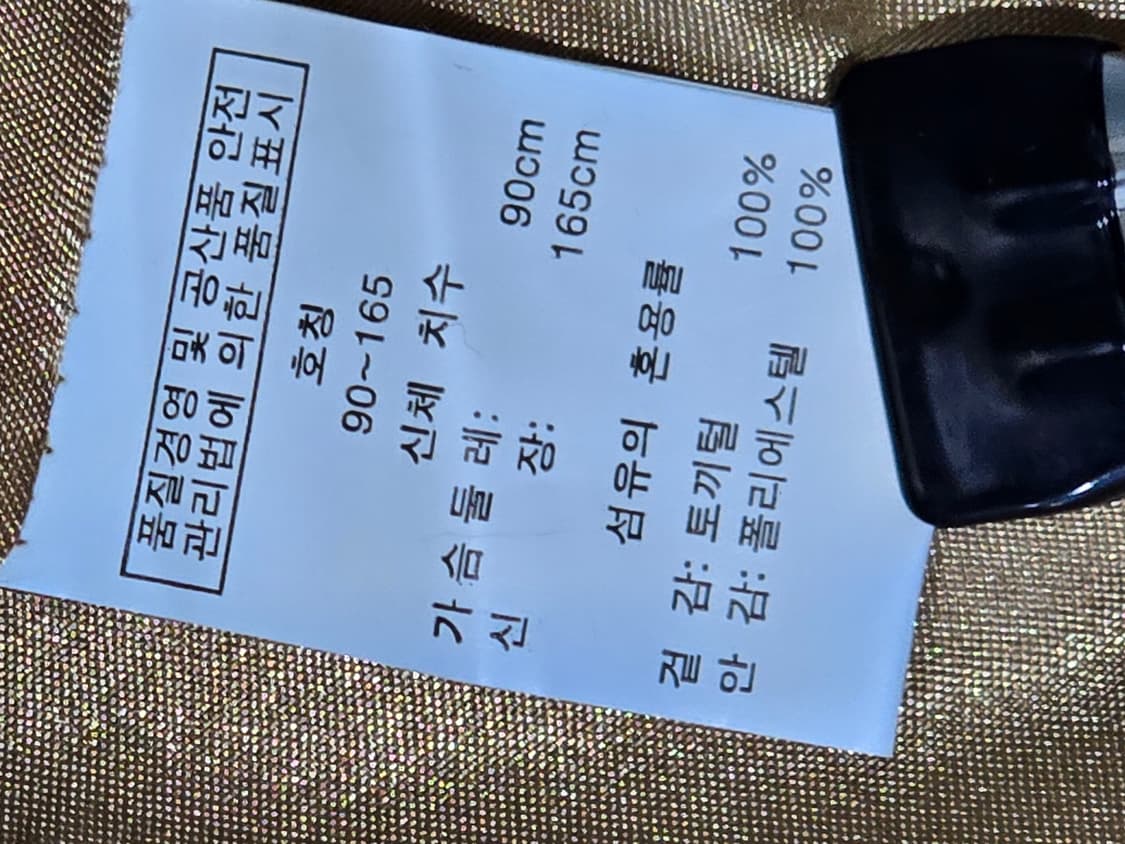 품질경영 및 공산품 안전
관리법에 의한 품질표시
호칭
90~165
신체 치수
가 슴 둘 레: 90cm
신 장: 165cm
섬유의 혼용률
겉 감: 토끼털 100%
안 감: 폴리에스텔 100%